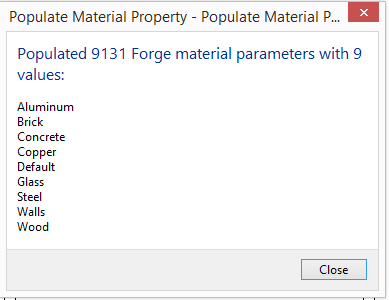 Populate Material Property - Populate Material P...
Populated 9131 Forge material parameters with 9
values:
Aluminum
Brick
Concrete
Copper
Default
Glass
Steel
Walls
Wood
Close